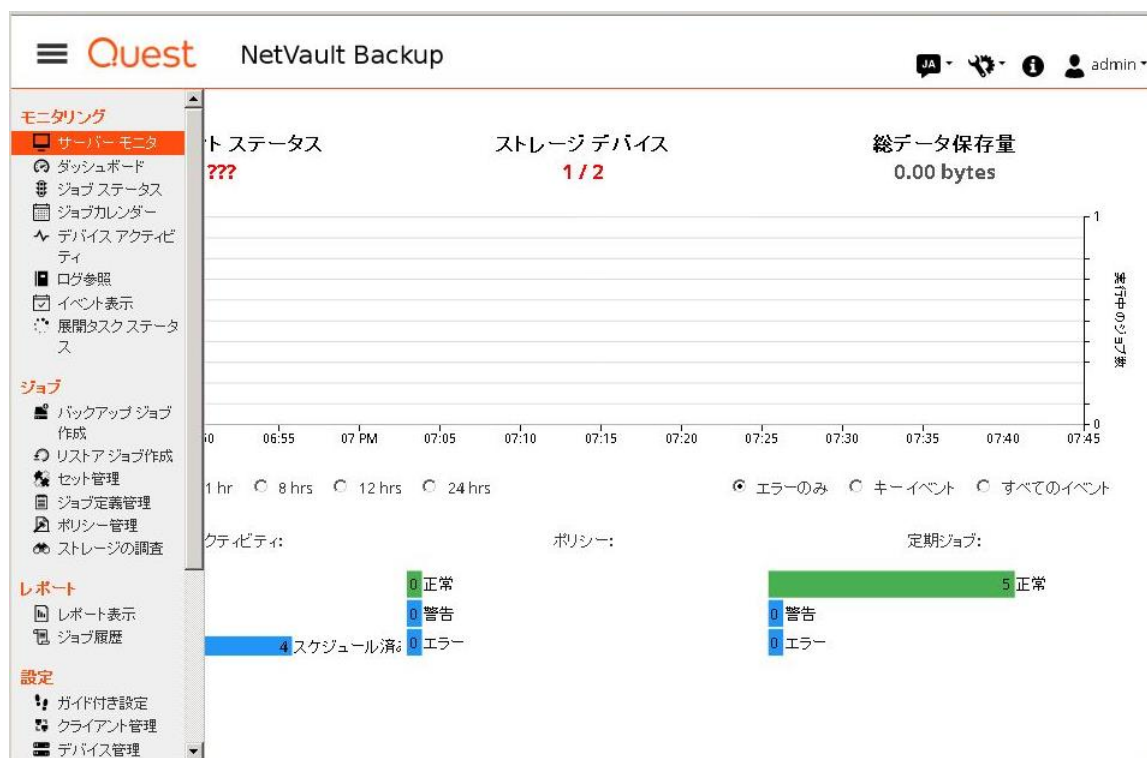 Quest NetVault Backup
JA
admin
モニタリング
サーバー モニタ
ダッシュボード
ジョブ ステータス
ジョブカレンダー
デバイス アクティビ
ティ
ログ参照
イベント表示
展開タスク ステータ
ス
ジョブ
バックアップ ジョブ
作成
リストア ジョブ作成
セット管理
ジョブ定義管理
ポリシー管理
ストレージの調査
レポート
レポート表示
ジョブ履歴
設定
ガイド付き設定
クライアント管理
デバイス管理
ト ステータス
???
ストレージ デバイス
1 / 2
総データ保存量
0.00 bytes
1
実行中のジョブ数
0
06:55 07 PM 07:05 07:10 07:15 07:20 07:25 07:30 07:35 07:40 07:45
1 hr 8 hrs 12 hrs 24 hrs
エラーのみ キーイベント すべてのイベント
クティビティ:
4 スケジュール済
ポリシー:
0 正常
0 警告
0 エラー
定期ジョブ:
5 正常
0 警告
0 エラー